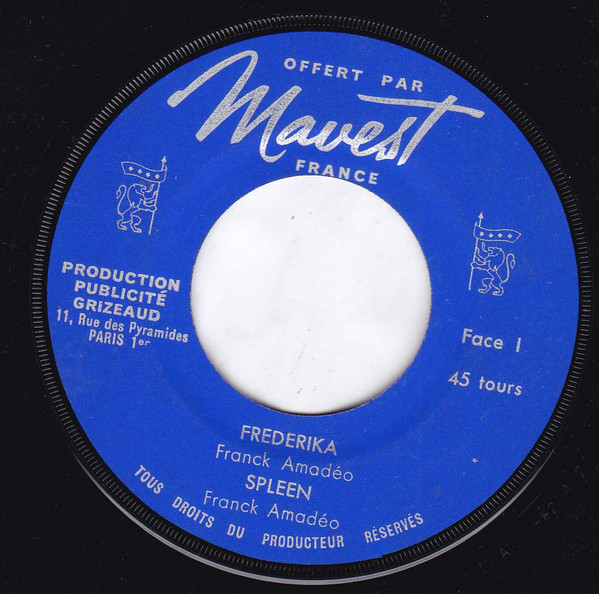 OFFERT PAR
Mavest
FRANCE
PRODUCTION
PUBLICITÉ
GRIZEAUD
11, Rue des Pyramides
PARIS 1er
Face I
45 tours
FREDERIKA
Franck Amadéo
SPLEEN
Franck Amadéo
TOUS DROITS DU PRODUCTEUR RÉSERVÉS